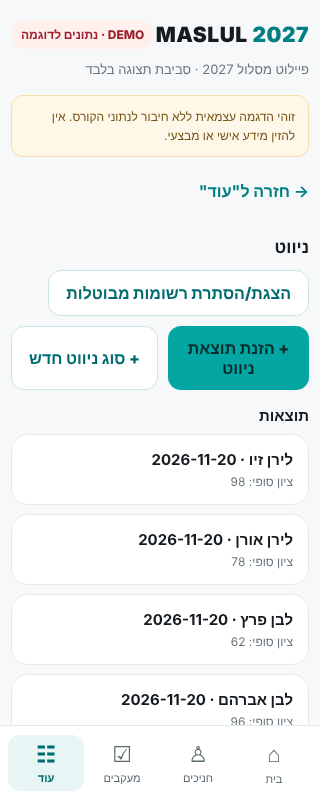 MASLUL 2027
DEMO · נתונים לדוגמה
פיילוט מסלול 2027 · סביבת תצוגה בלבד
זוהי הדגמה עצמאית ללא חיבור לנתוני הקורס. אין
להזין מידע אישי או מבצעי.
→ חזרה ל"עוד"
ניווט
הצגת/הסתרת רשומות מבוטלות
+ הזנת תוצאת
ניווט
+ סוג ניווט חדש
תוצאות
לירן זיו · 2026-11-20
ציון סופי: 98
לירן אורן · 2026-11-20
ציון סופי: 78
לבן פרץ · 2026-11-20
ציון סופי: 62
לבן אברהם · 2026-11-20
ציון סופי: 96
בית
חניכים
מעקבים
עוד